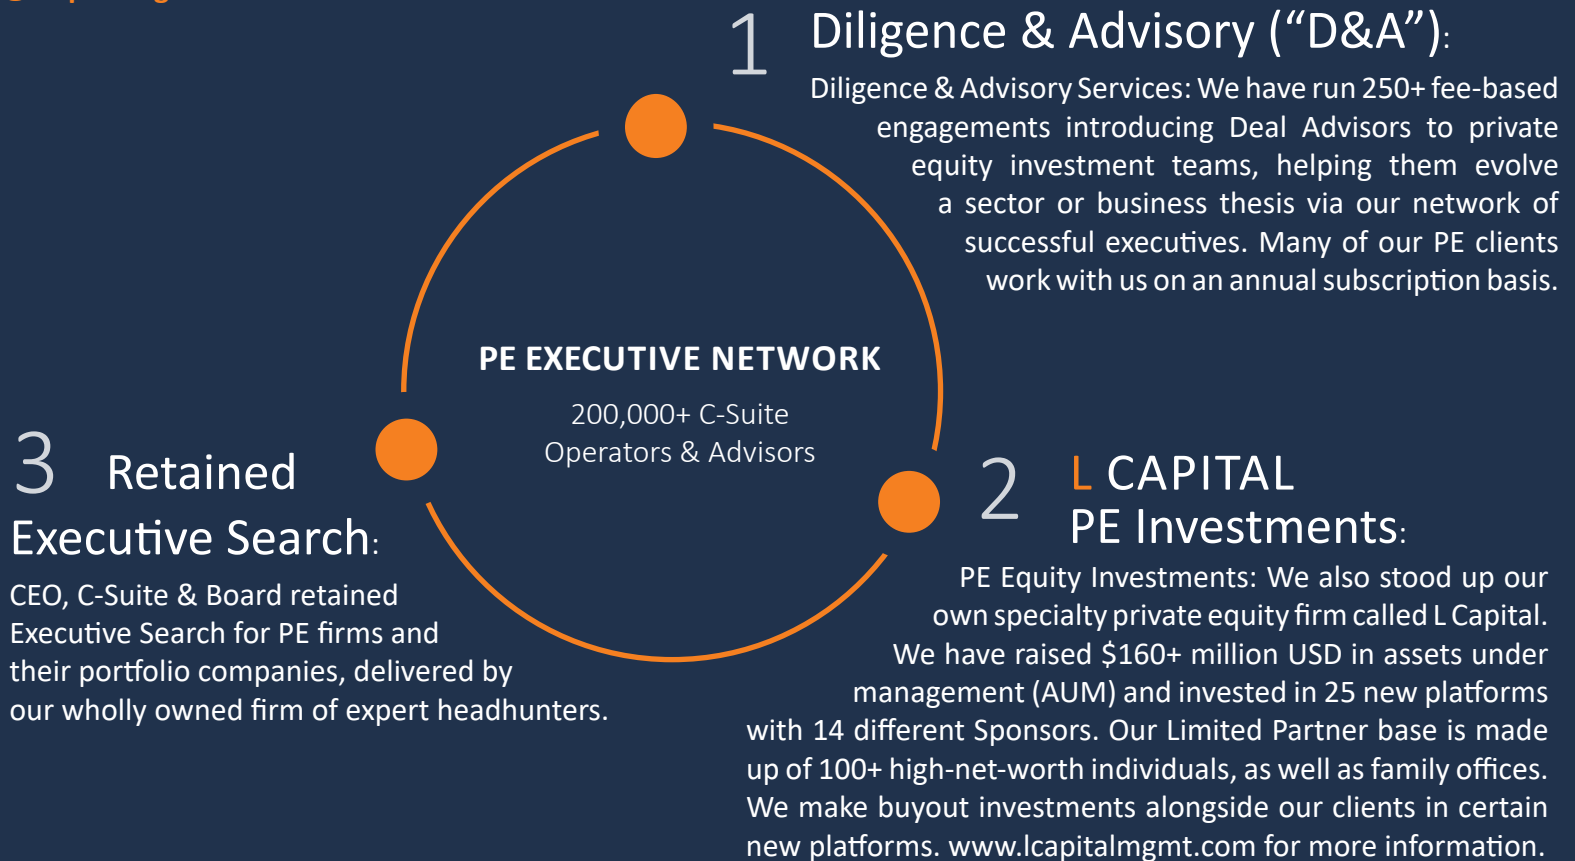 1 Diligence & Advisory (“D&A”):
Diligence & Advisory Services: We have run 250+ fee-based
engagements introducing Deal Advisors to private
equity investment teams, helping them evolve
a sector or business thesis via our network of
successful executives. Many of our PE clients
work with us on an annual subscription basis.
PE EXECUTIVE NETWORK
200,000+ C-Suite
Operators & Advisors
2 L CAPITAL
PE Investments:
PE Equity Investments: We also stood up our
own specialty private equity firm called L Capital.
We have raised $160+ million USD in assets under
management (AUM) and invested in 25 new platforms
with 14 different Sponsors. Our Limited Partner base is made
up of 100+ high-net-worth individuals, as well as family offices.
We make buyout investments alongside our clients in certain
new platforms. www.lcapitalmgmt.com for more information.
3 Retained
Executive Search:
CEO, C-Suite & Board retained
Executive Search for PE firms and
their portfolio companies, delivered by
our wholly owned firm of expert headhunters.